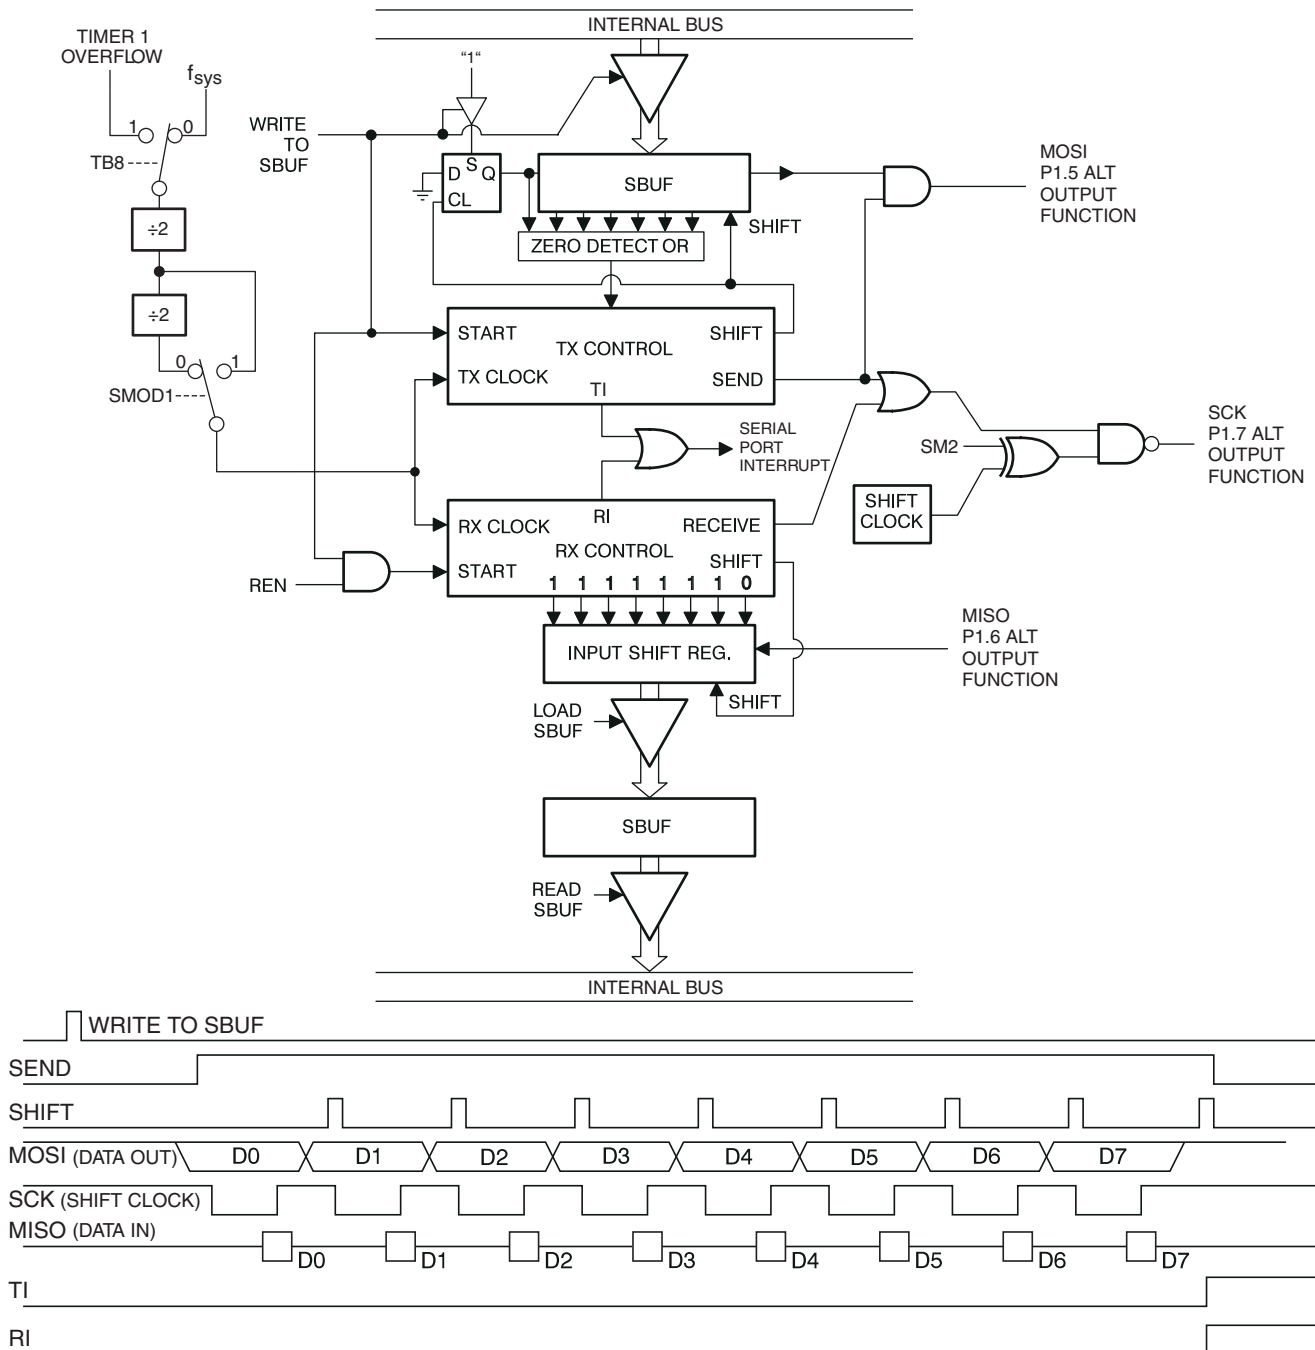 INTERNAL BUS
TIMER 1
OVERFLOW
fsys
"1"
1
0
TB8
WRITE
TO
SBUF
D
S
Q
CL
SBUF
MOSI
P1.5 ALT
OUTPUT
FUNCTION
÷2
SHIFT
ZERO DETECT OR
÷2
START
TX CONTROL
SHIFT
0
1
TX CLOCK
TI
SEND
SMOD1
SERIAL
PORT
INTERRUPT
SM2
SCK
P1.7 ALT
OUTPUT
FUNCTION
SHIFT
CLOCK
RX CLOCK
RI
RECEIVE
RX CONTROL
SHIFT
START
REN
1 1 1 1 1 1 1 0
INPUT SHIFT REG.
MISO
P1.6 ALT
OUTPUT
FUNCTION
SHIFT
LOAD
SBUF
SBUF
READ
SBUF
INTERNAL BUS
WRITE TO SBUF
SEND
SHIFT
MOSI (DATA OUT) D0 D1 D2 D3 D4 D5 D6 D7
SCK (SHIFT CLOCK)
MISO (DATA IN)
D0 D1 D2 D3 D4 D5 D6 D7
TI
RI